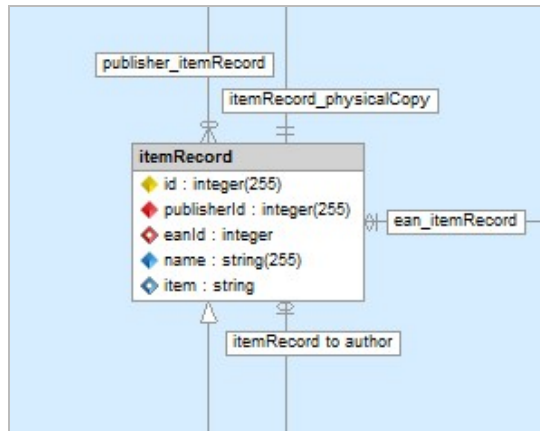 publisher_itemRecord
itemRecord_physicalCopy
itemRecord
id : integer(255)
publisherId : integer(255)
eanId : integer
name : string(255)
item : string
ean_itemRecord
itemRecord to author